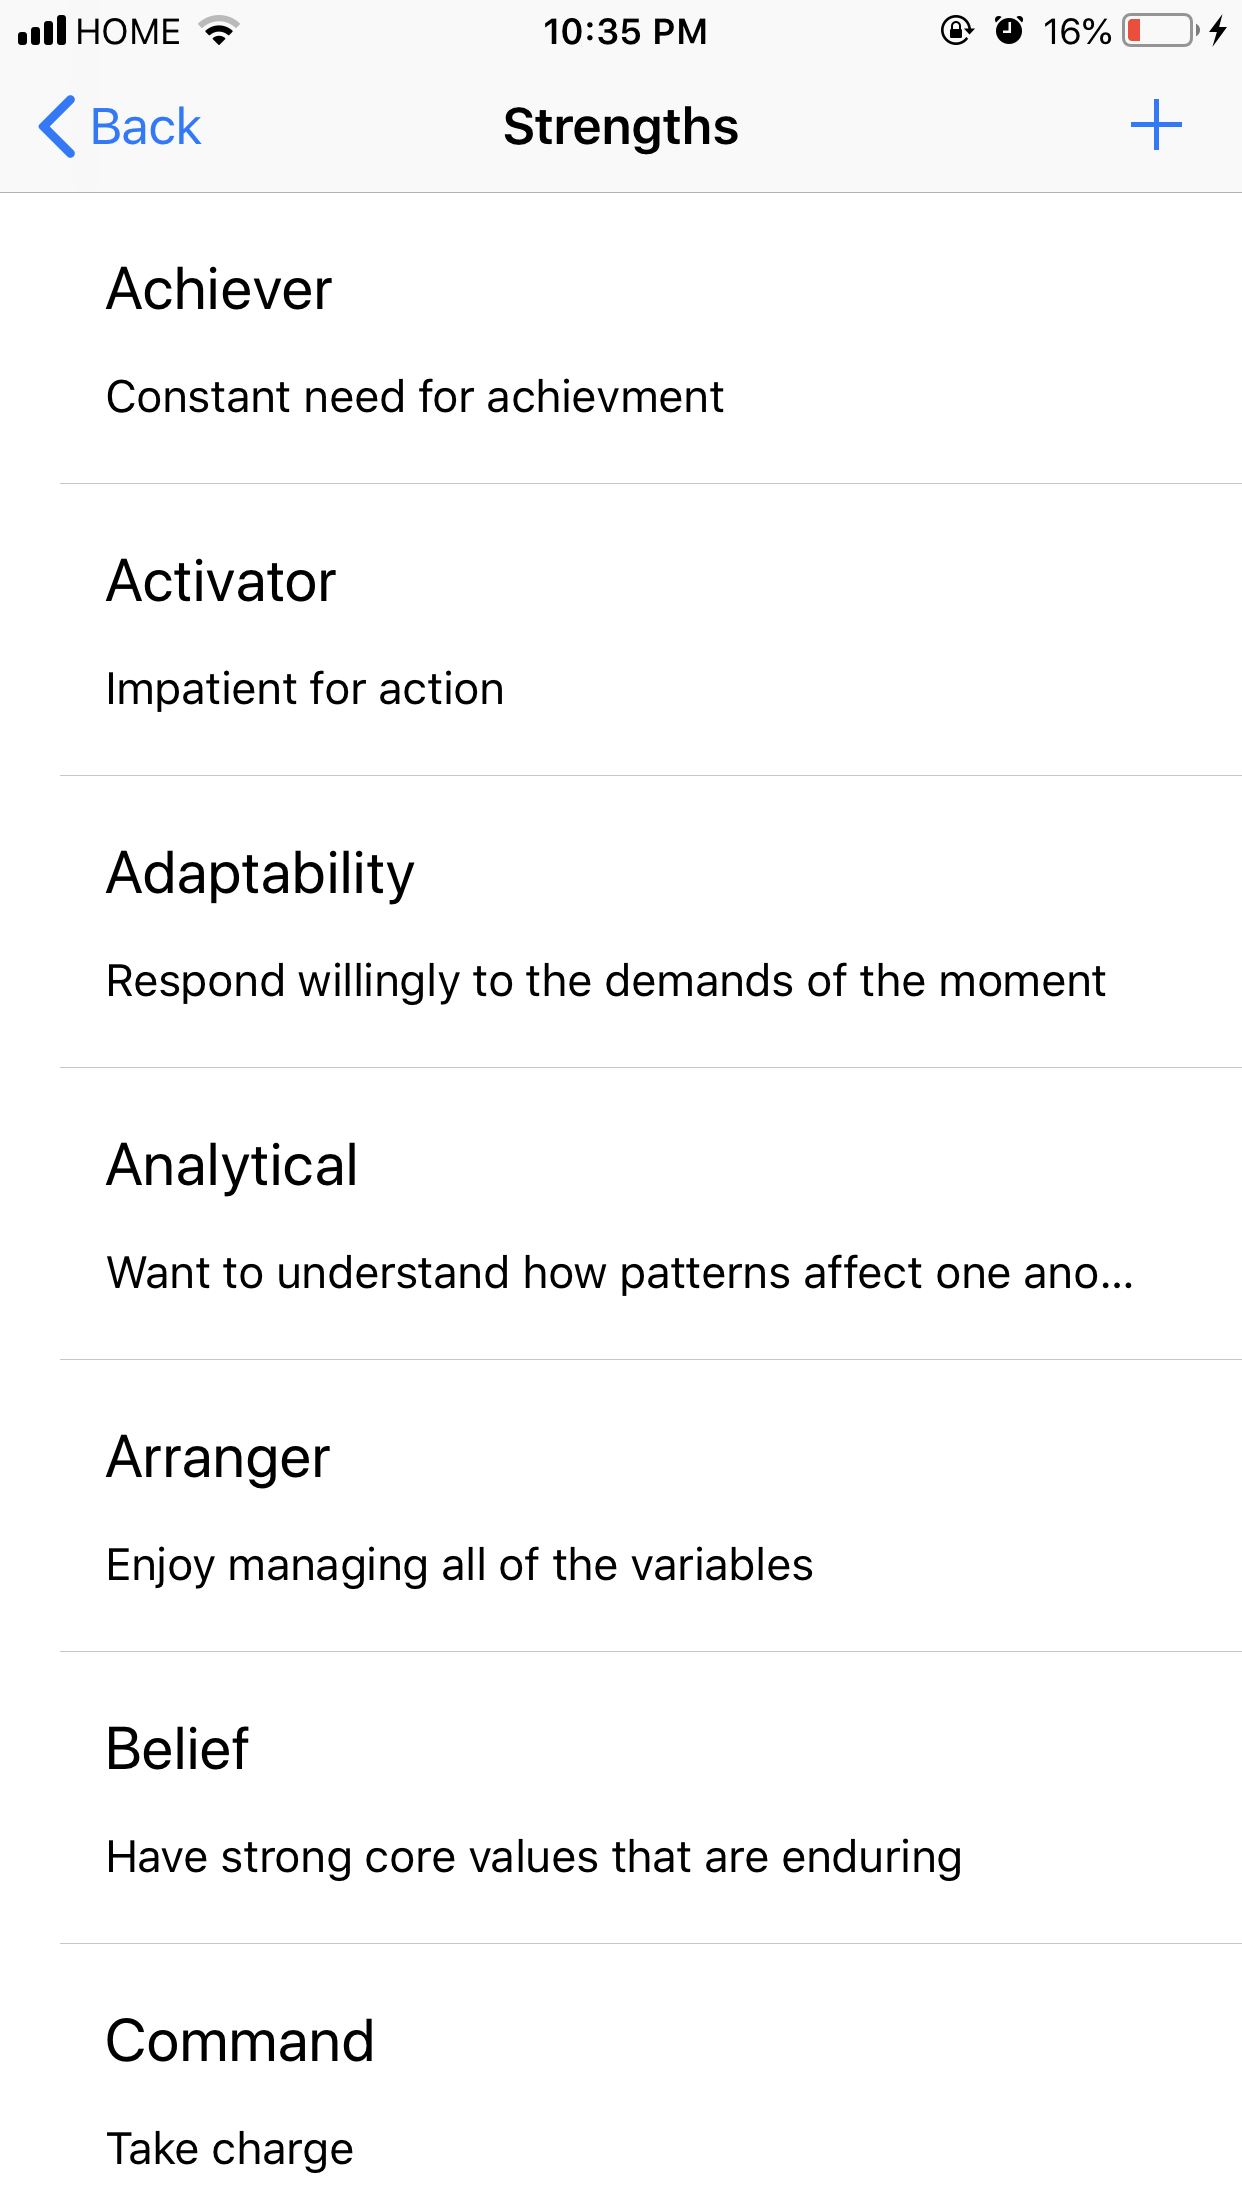 HOME 10:35 PM 16%
Back Strengths
Achiever
Constant need for achievment
Activator
Impatient for action
Adaptability
Respond willingly to the demands of the moment
Analytical
Want to understand how patterns affect one ano...
Arranger
Enjoy managing all of the variables
Belief
Have strong core values that are enduring
Command
Take charge